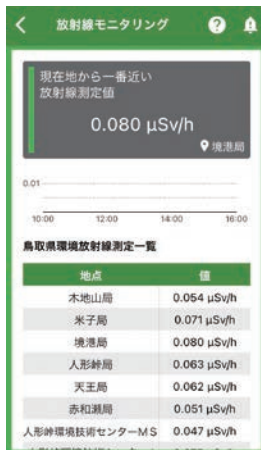 放射線モニタリング
?
現在地から一番近い
放射線測定値
0.080 μSv/h
境港局
0.01
10:00 12:00 14:00 16:00
鳥取県環境放射線測定一覧
地点 値
木地山局 0.054 μSv/h
米子局 0.071 μSv/h
境港局 0.080 μSv/h
人形峠局 0.063 μSv/h
天王局 0.062 μSv/h
赤和瀬局 0.051 μSv/h
人形峠環境技術センターMS 0.047 μSv/h